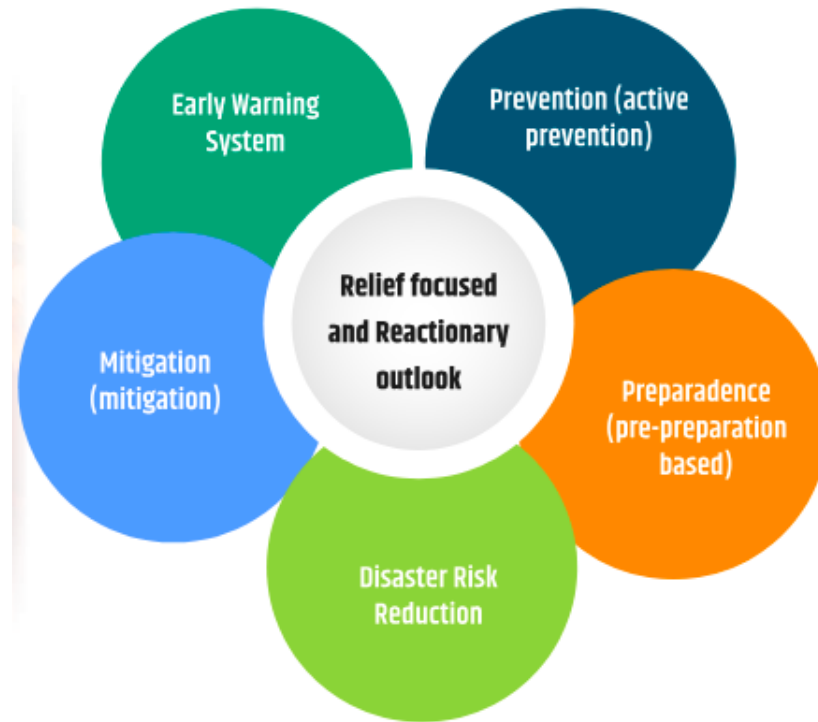 Early Warning
System
Prevention (active
prevention)
Relief focused
and Reactionary
outlook
Mitigation
(mitigation)
Preparadence
(pre-preparation
based)
Disaster Risk
Reduction